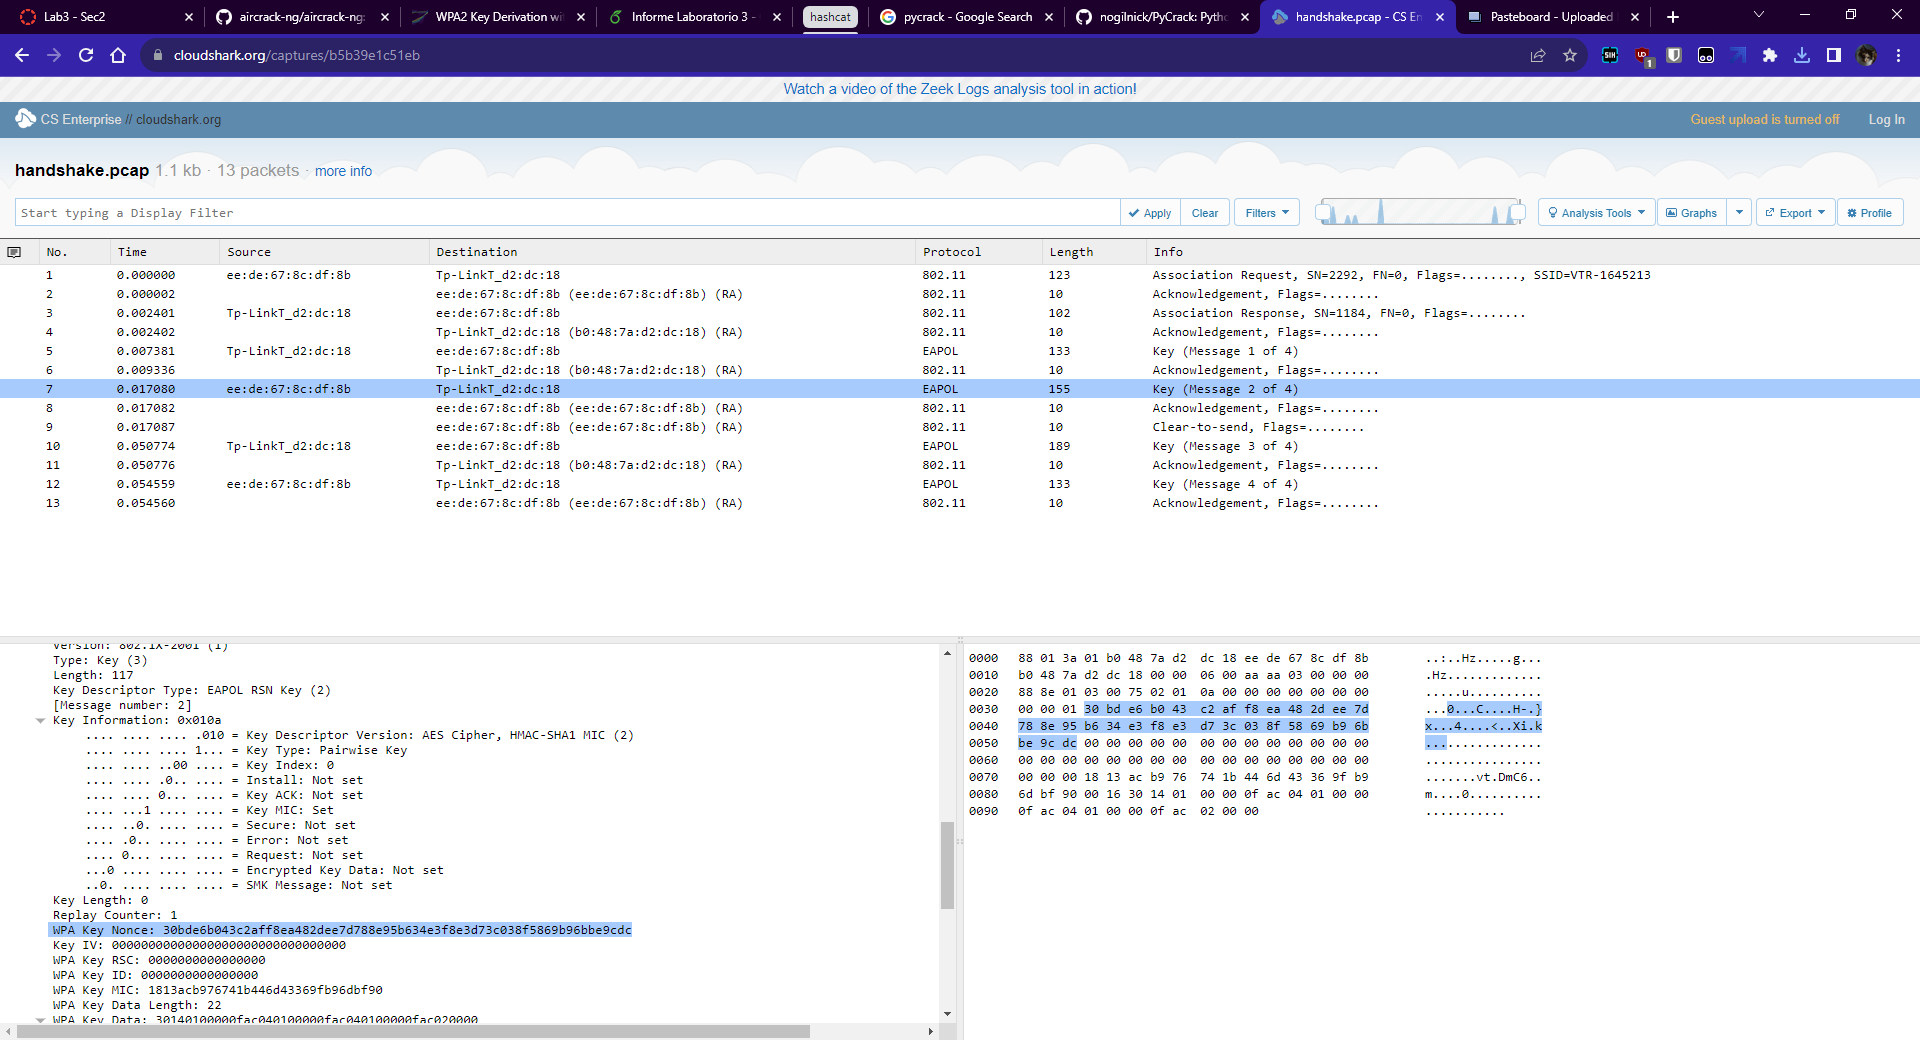 Lab3 - Sec2
aircrack-ng/aircrack-ng:
WPA2 Key Derivation wi
Informe Laboratorio 3 -
hashcat
pycrack - Google Search
nogilnick/PyCrack: Pytho
handshake.pcap - CS En
Pasteboard - Uploaded
cloudshark.org/captures/b5b39e1c51eb
1
Watch a video of the Zeek Logs analysis tool in action!
CS Enterprise // cloudshark.org
Guest upload is turned off
Log In
handshake.pcap 1.1 kb · 13 packets · more info
Start typing a Display Filter
Apply
Clear
Filters
Analysis Tools
Graphs
Export
Profile
No. Time Source Destination Protocol Length Info
1 0.000000 ee:de:67:8c:df:8b Tp-LinkT_d2:dc:18 802.11 123 Association Request, SN=2292, FN=0, Flags=........, SSID=VTR-1645213
2 0.000002 ee:de:67:8c:df:8b (ee:de:67:8c:df:8b) (RA) 802.11 10 Acknowledgement, Flags=........
3 0.002401 Tp-LinkT_d2:dc:18 ee:de:67:8c:df:8b 802.11 102 Association Response, SN=1184, FN=0, Flags=........
4 0.002402 Tp-LinkT_d2:dc:18 (b0:48:7a:d2:dc:18) (RA) 802.11 10 Acknowledgement, Flags=........
5 0.007381 Tp-LinkT_d2:dc:18 ee:de:67:8c:df:8b EAPOL 133 Key (Message 1 of 4)
6 0.009336 Tp-LinkT_d2:dc:18 (b0:48:7a:d2:dc:18) (RA) 802.11 10 Acknowledgement, Flags=........
7 0.017080 ee:de:67:8c:df:8b Tp-LinkT_d2:dc:18 EAPOL 155 Key (Message 2 of 4)
8 0.017082 ee:de:67:8c:df:8b (ee:de:67:8c:df:8b) (RA) 802.11 10 Acknowledgement, Flags=........
9 0.017087 ee:de:67:8c:df:8b (ee:de:67:8c:df:8b) (RA) 802.11 10 Clear-to-send, Flags=........
10 0.050774 Tp-LinkT_d2:dc:18 ee:de:67:8c:df:8b EAPOL 189 Key (Message 3 of 4)
11 0.050776 Tp-LinkT_d2:dc:18 (b0:48:7a:d2:dc:18) (RA) 802.11 10 Acknowledgement, Flags=........
12 0.054559 ee:de:67:8c:df:8b Tp-LinkT_d2:dc:18 EAPOL 133 Key (Message 4 of 4)
13 0.054560 ee:de:67:8c:df:8b (ee:de:67:8c:df:8b) (RA) 802.11 10 Acknowledgement, Flags=........
Version: 802.1X-2001 (1)
Type: Key (3)
Length: 117
Key Descriptor Type: EAPOL RSN Key (2)
[Message number: 2]
Key Information: 0x010a
.... .... .... .010 = Key Descriptor Version: AES Cipher, HMAC-SHA1 MIC (2)
.... .... .... 1... = Key Type: Pairwise Key
.... .... ..00 .... = Key Index: 0
.... .... .0.. .... = Install: Not set
.... .... 0... .... = Key ACK: Not set
.... ...1 .... .... = Key MIC: Set
.... ..0. .... .... = Secure: Not set
.... .0.. .... .... = Error: Not set
.... 0... .... .... = Request: Not set
...0 .... .... .... = Encrypted Key Data: Not set
..0. .... .... .... = SMK Message: Not set
Key Length: 0
Replay Counter: 1
WPA Key Nonce: 30bde6b043c2aff8ea482dee7d788e95b634e3f8e3d73c038f5869b96bbe9cdc
Key IV: 00000000000000000000000000000000
WPA Key RSC: 0000000000000000
WPA Key ID: 0000000000000000
WPA Key MIC: 1813acb976741b446d43369fb96dbf90
WPA Key Data Length: 22
WPA Key Data: 30140100000fac040100000fac040100000fac020000
0000 88 01 3a 01 b0 48 7a d2 dc 18 ee de 67 8c df 8b ..:..Hz.....g...
0010 b0 48 7a d2 dc 18 00 00 06 00 aa aa 03 00 00 00 .Hz.............
0020 88 8e 01 03 00 75 02 01 0a 00 00 00 00 00 00 00 .....u..........
0030 00 00 01 30 bd e6 b0 43 c2 af f8 ea 48 2d ee 7d ...0...C....H-.}
0040 78 8e 95 b6 34 e3 f8 e3 d7 3c 03 8f 58 69 b9 6b x...4....<..Xi.k
0050 be 9c dc 00 00 00 00 00 00 00 00 00 00 00 00 00 ................
0060 00 00 00 00 00 00 00 00 00 00 00 00 00 00 00 00 ................
0070 00 00 00 18 13 ac b9 76 74 1b 44 6d 43 36 9f b9 .......vt.DmC6..
0080 6d bf 90 00 16 30 14 01 00 00 0f ac 04 01 00 00 m....0..........
0090 0f ac 04 01 00 00 0f ac 02 00 00 ...........